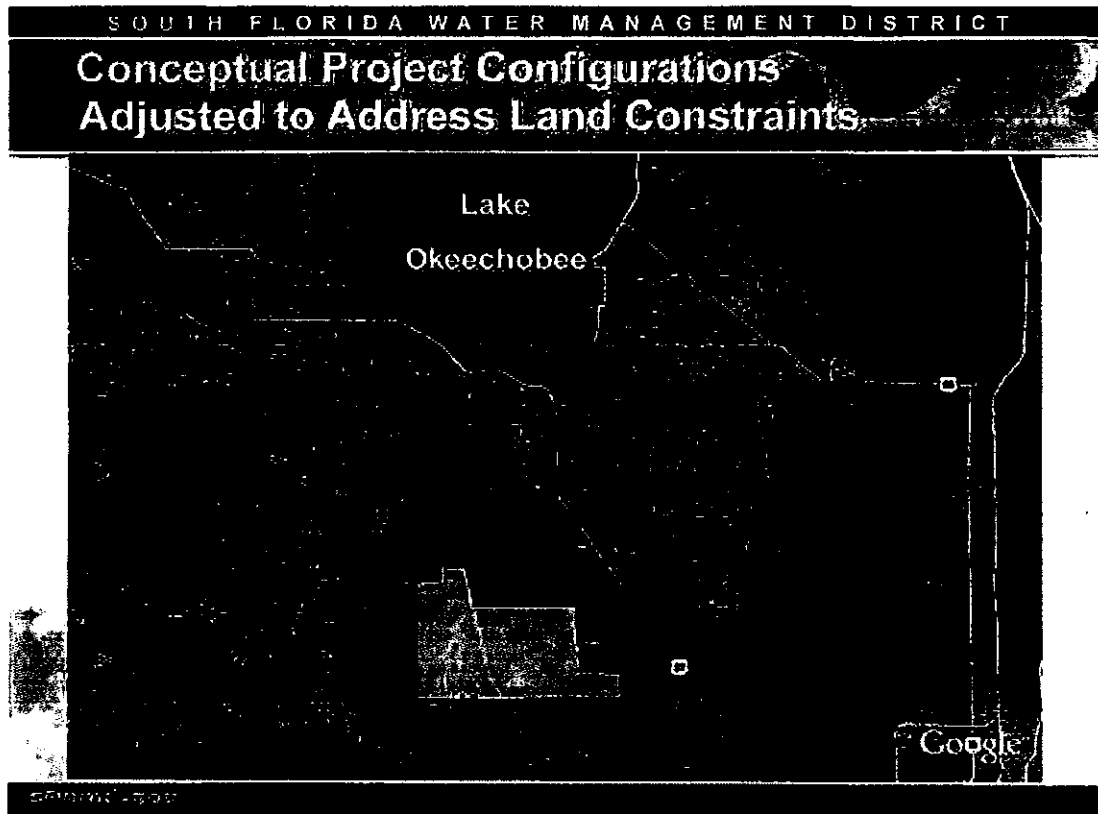 SOUTH FLORIDA WATER MANAGEMENT DISTRICT
Conceptual Project Configurations
Adjusted to Address Land Constraints
Lake
Okeechobee
Google